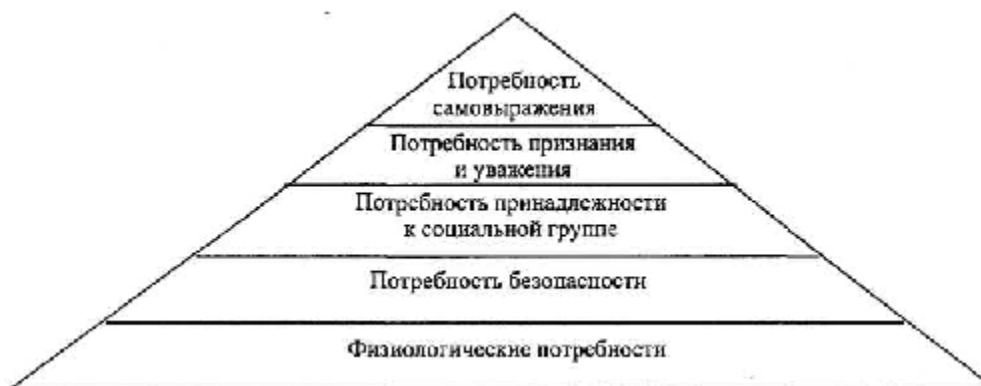 Потребность
самовыражения
Потребность признания
и уважения
Потребность принадлежности
к социальной группе
Потребность безопасности
Физиологические потребности